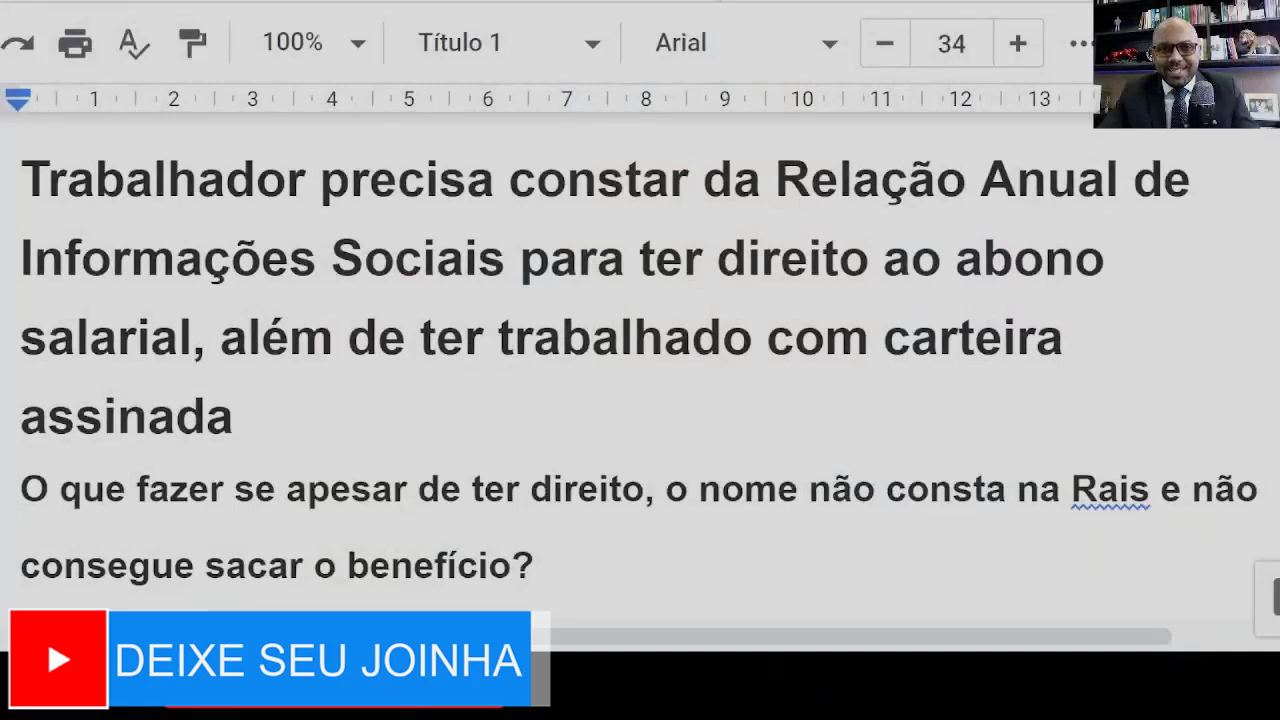 100% Título 1 Arial 34
1 2 3 4 5 6 7 8 9 10 11 12 13
Trabalhador precisa constar da Relação Anual de
Informações Sociais para ter direito ao abono
salarial, além de ter trabalhado com carteira
assinada
O que fazer se apesar de ter direito, o nome não consta na Rais e não
consegue sacar o benefício?
DEIXE SEU JOINHA